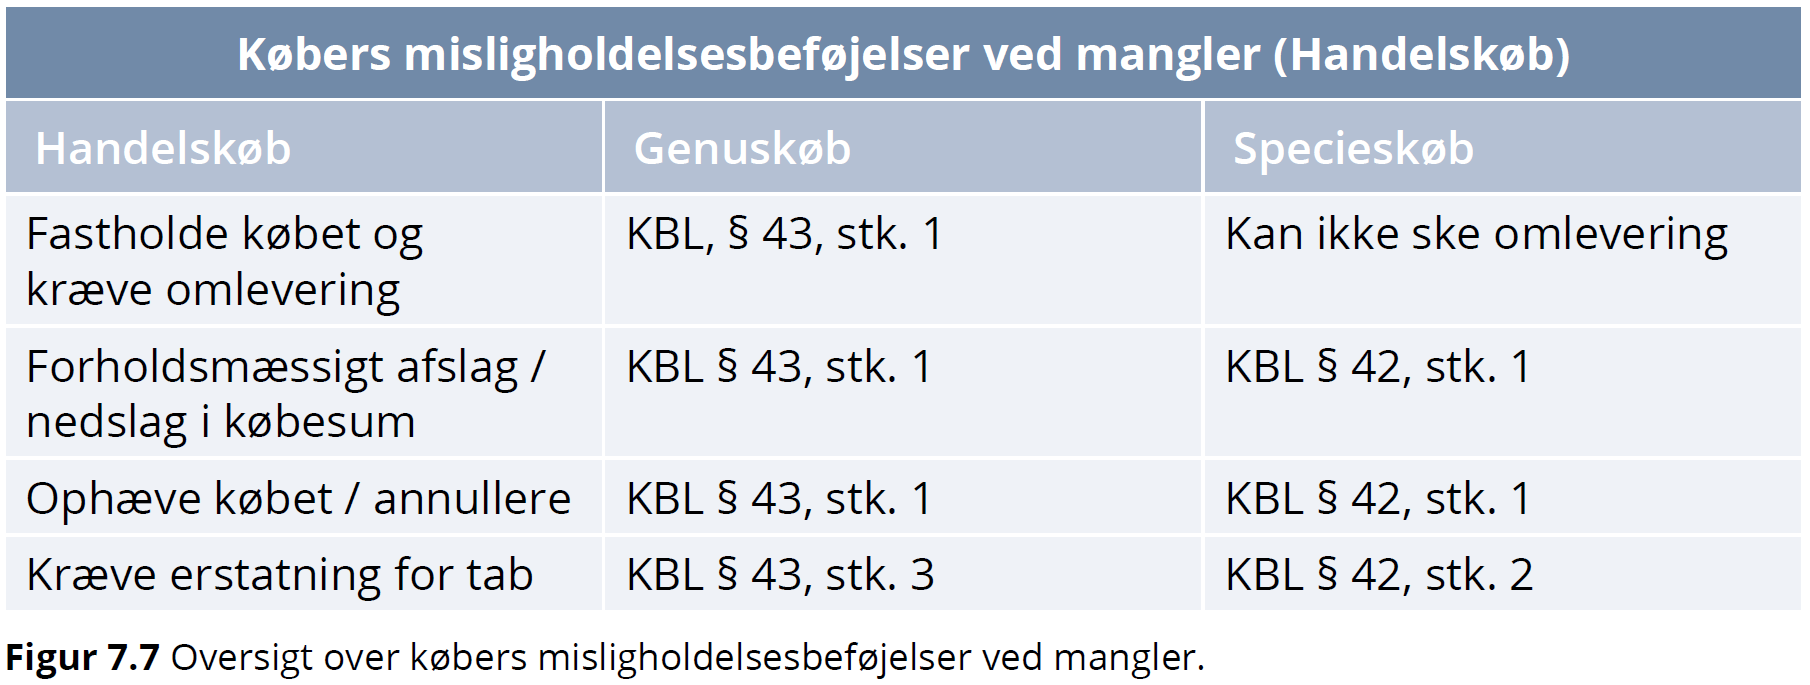 Købers misligholdelsesbeføjelser ved mangler (Handelskøb)
Handelskøb Genuskøb Specieskøb
Fastholde købet og KBL, § 43, stk. 1 Kan ikke ske omlevering
kræve omlevering
Forholdsmæssigt afslag / KBL § 43, stk. 1 KBL § 42, stk. 1
nedslag i købesum
Ophæve købet / annullere KBL § 43, stk. 1 KBL § 42, stk. 1
Kræve erstatning for tab KBL § 43, stk. 3 KBL § 42, stk. 2
Figur 7.7 Oversigt over købers misligholdelsesbeføjelser ved mangler.